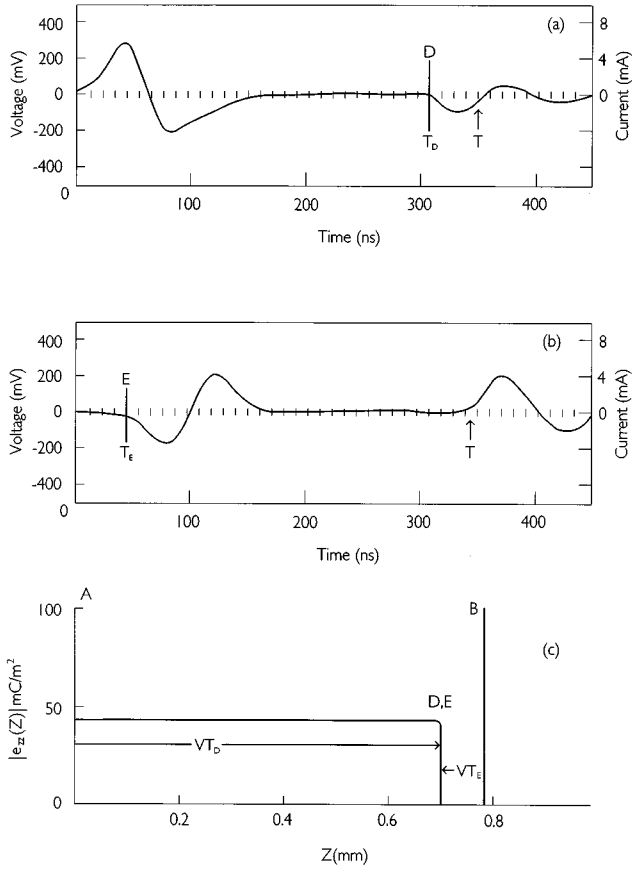 (a)
400 8
200 D 4
0 0
-200 T_D T
-400
0
100 200 300 400
Voltage (mV)
Current (mA)
Time (ns)
(b)
400 8
200 E 4
0 0
-200 T_E T
-400
0
100 200 300 400
Voltage (mV)
Current (mA)
Time (ns)
A
100 B
(c)
D,E
50
VT_D
VT_E
0
0.2 0.4 0.6 0.8
|e_zz(Z)| mC/m²
Z(mm)